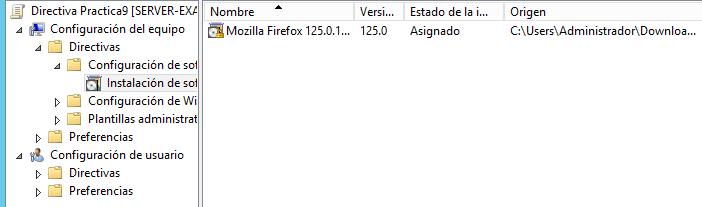 Directiva Practica9 [SERVER-EXA
Configuración del equipo
Directivas
Configuración de sof
Instalación de sof
Configuración de Wi
Plantillas administrat
Preferencias
Configuración de usuario
Directivas
Preferencias
Nombre Versi... Estado de la i... Origen
Mozilla Firefox 125.0.1... 125.0 Asignado C:\Users\Administrador\Downloa...